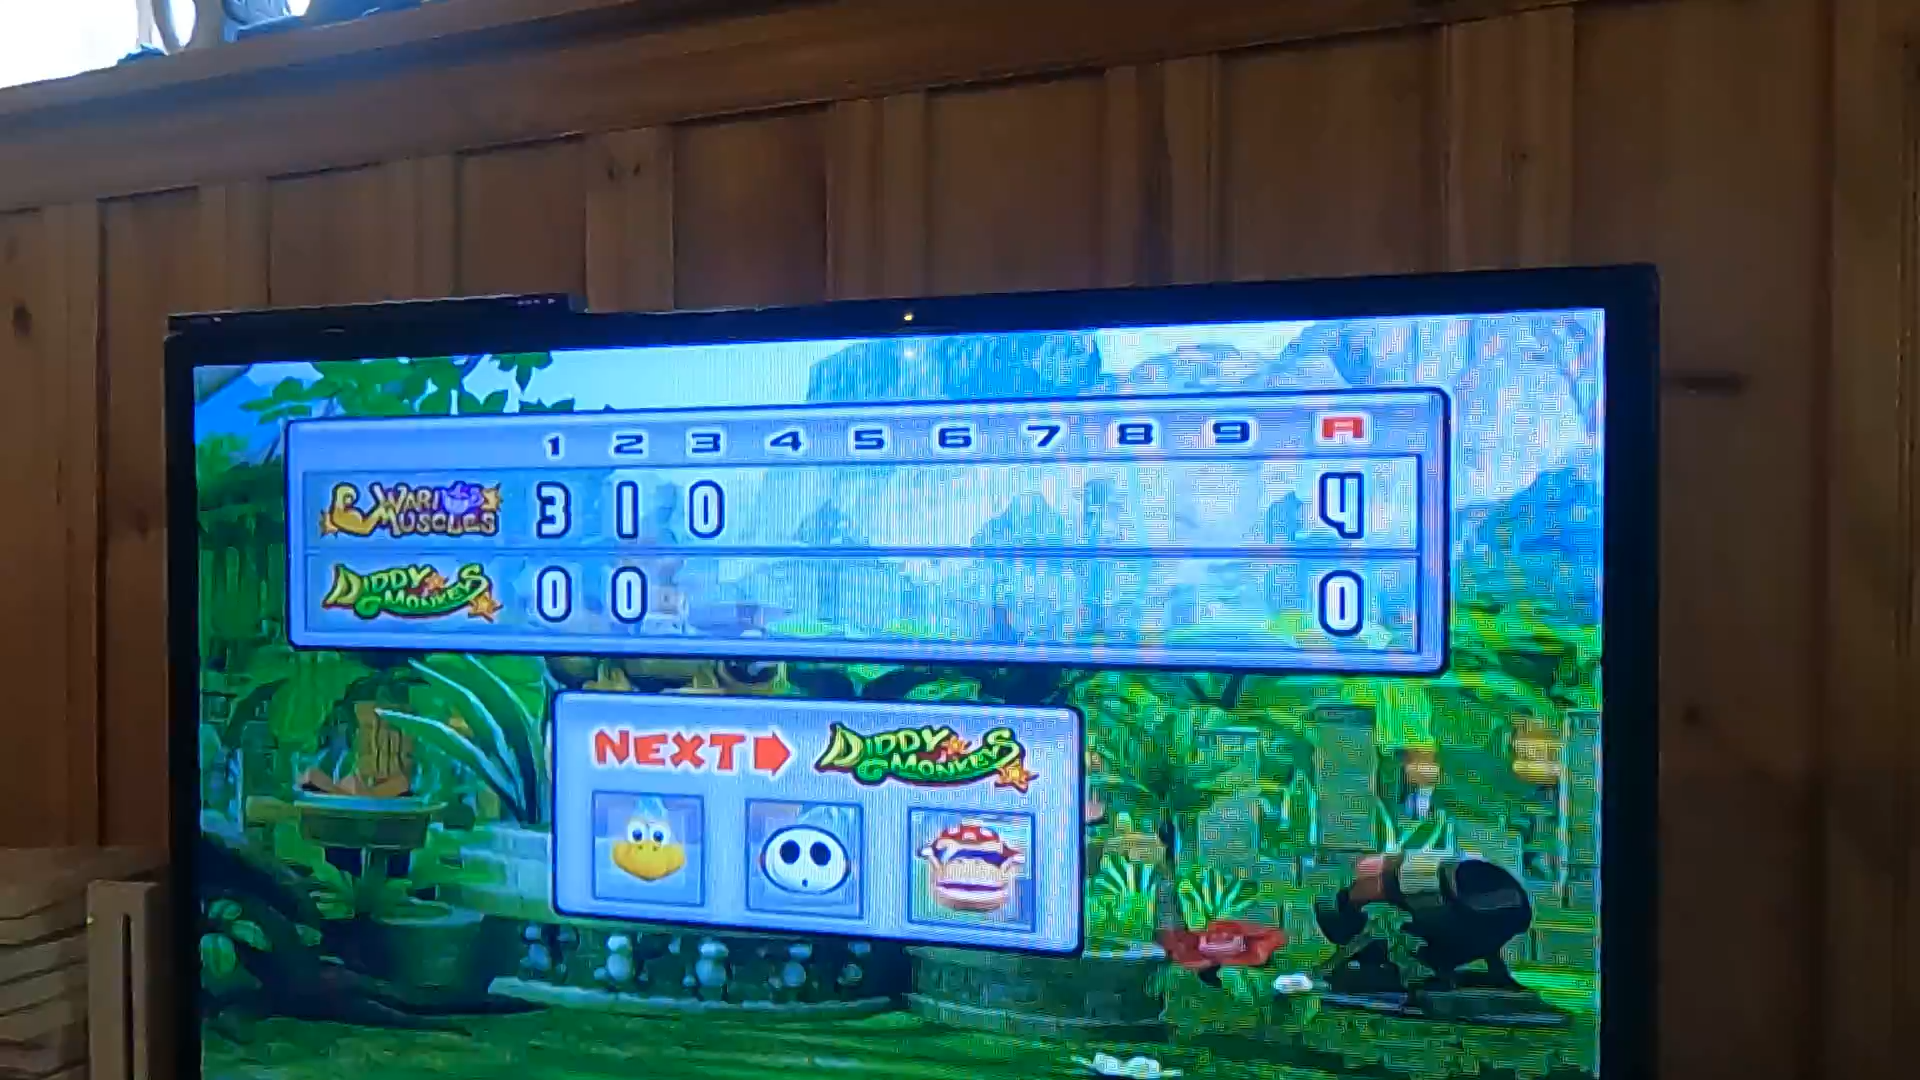 1 2 3 4 5 6 7 8 9 R
WARIO MUSCLES 3 1 0 4
DIDDY MONKEYS 0 0 0
NEXT DIDDY MONKEYS